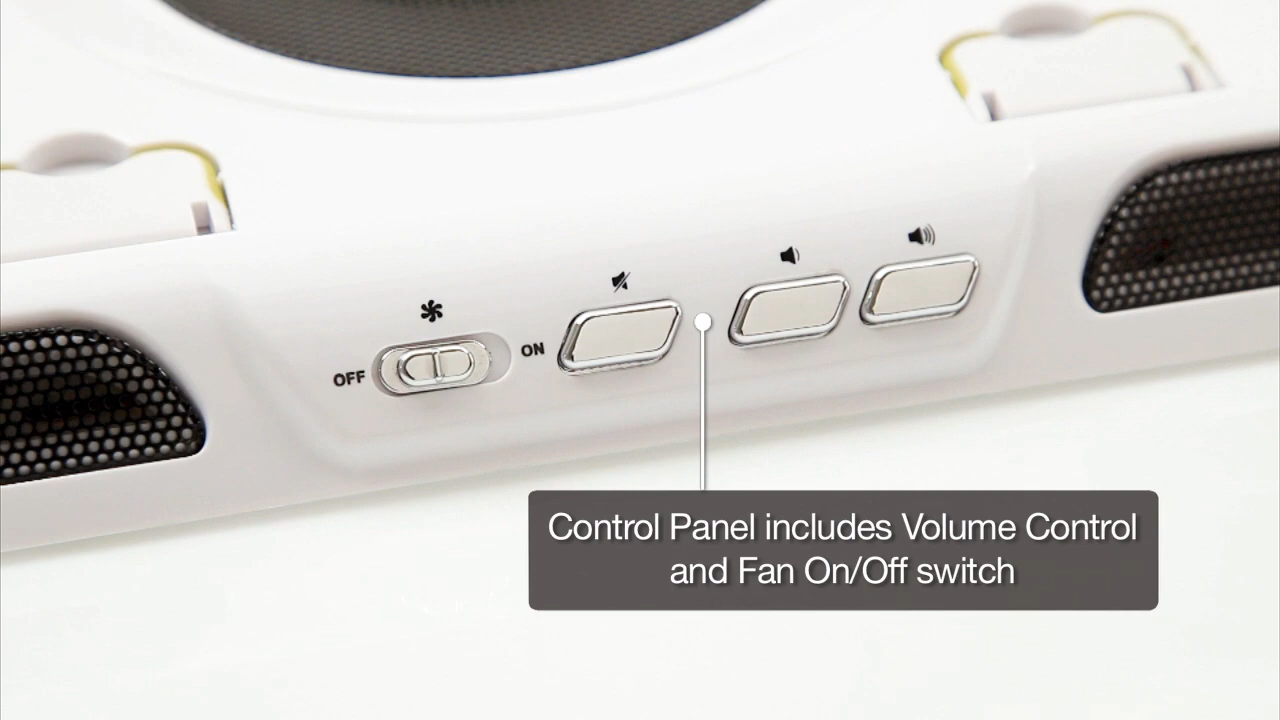 OFF
ON
Control Panel includes Volume Control
and Fan On/Off switch